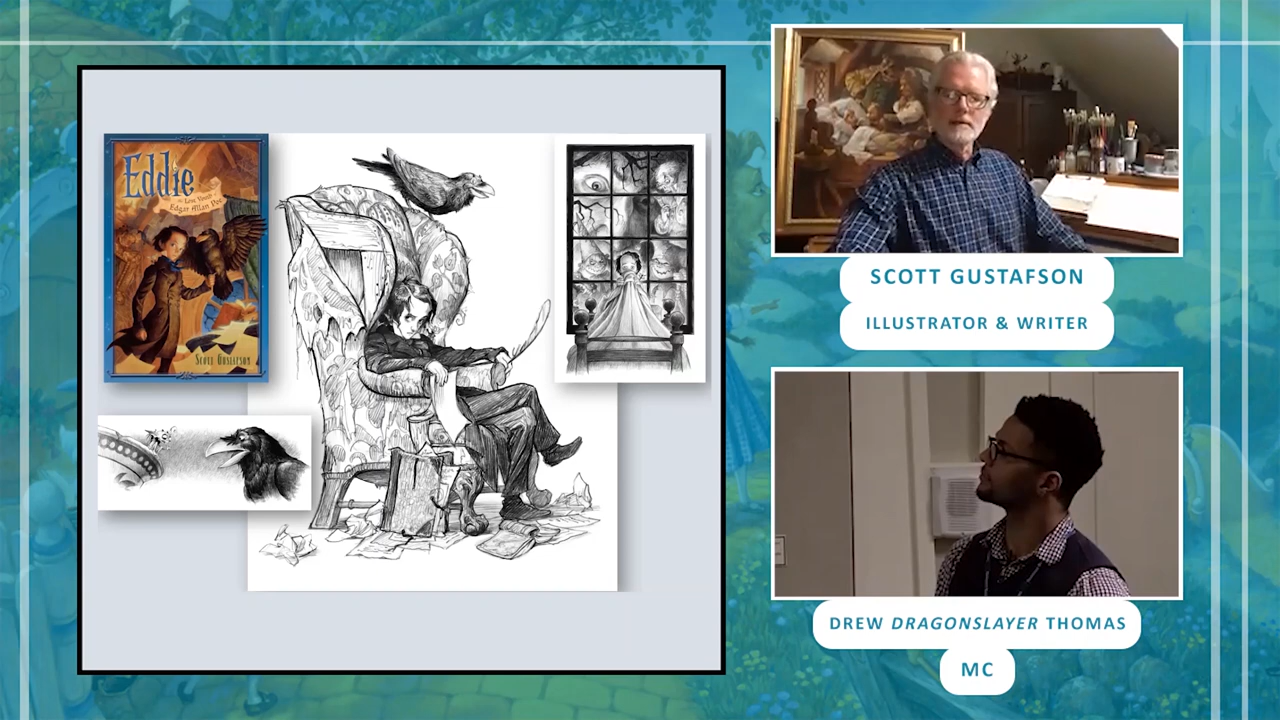 Eddie
the Lost Youth of
Edgar Allan Poe
SCOTT GUSTAFSON
SCOTT GUSTAFSON
ILLUSTRATOR & WRITER
DREW DRAGONSLAYER THOMAS
MC